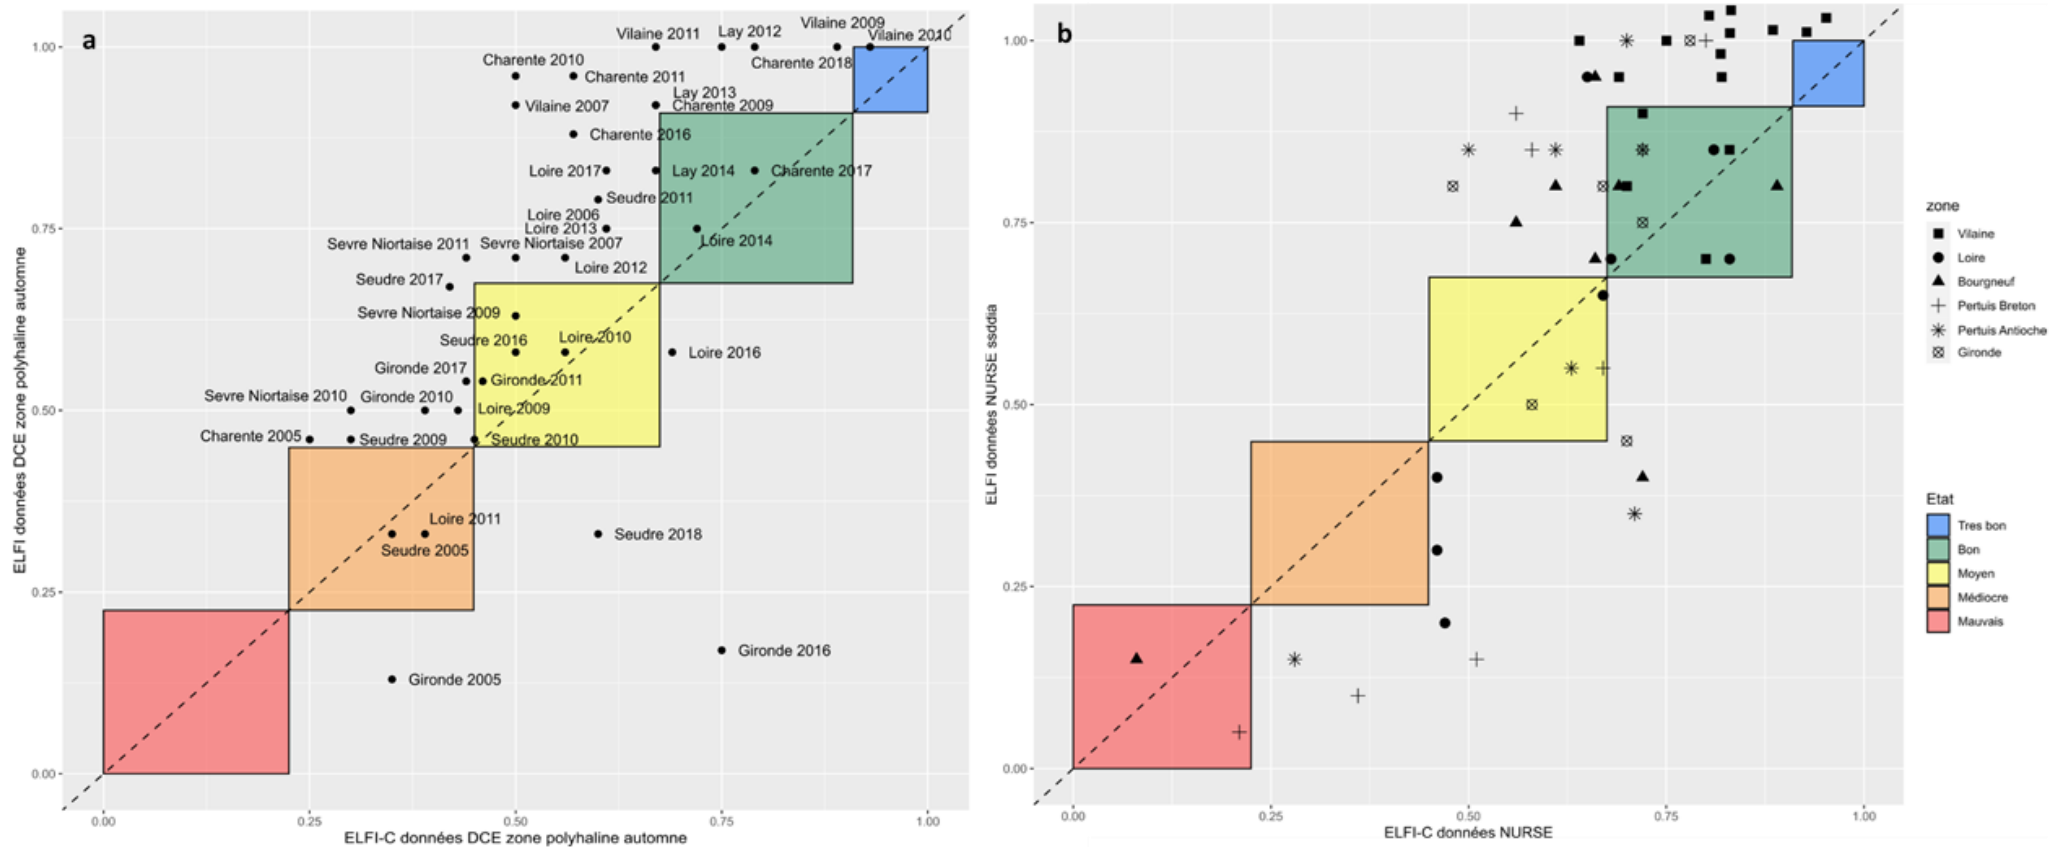 a
ELFI données DCE zone polyhaline automne
1.00
0.75
0.50
0.25
0.00
Vilaine 2009
Vilaine 2011
Lay 2012
Vilaine 2010
Charente 2010
Charente 2018
Charente 2011
Lay 2013
Vilaine 2007
Charente 2009
Charente 2016
Loire 2017
Lay 2014
Charente 2017
Seudre 2011
Loire 2006
Loire 2013
Loire 2014
Sevre Niortaise 2011
Sevre Niortaise 2007
Loire 2012
Seudre 2017
Sevre Niortaise 2009
Seudre 2016
Loire 2010
Loire 2016
Gironde 2017
Gironde 2011
Sevre Niortaise 2010
Gironde 2010
Loire 2009
Charente 2005
Seudre 2009
Seudre 2010
Loire 2011
Seudre 2005
Seudre 2018
Gironde 2016
Gironde 2005
0.00
0.25
0.50
0.75
1.00
ELFI-C données DCE zone polyhaline automne
b
ELFI données NURSE ssddia
1.00
0.75
0.50
0.25
0.00
0.00
0.25
0.50
0.75
1.00
ELFI-C données NURSE
zone
Vilaine
Loire
Bourgneuf
Pertuis Breton
Pertuis Antioche
Gironde
Etat
Tres bon
Bon
Moyen
Médiocre
Mauvais